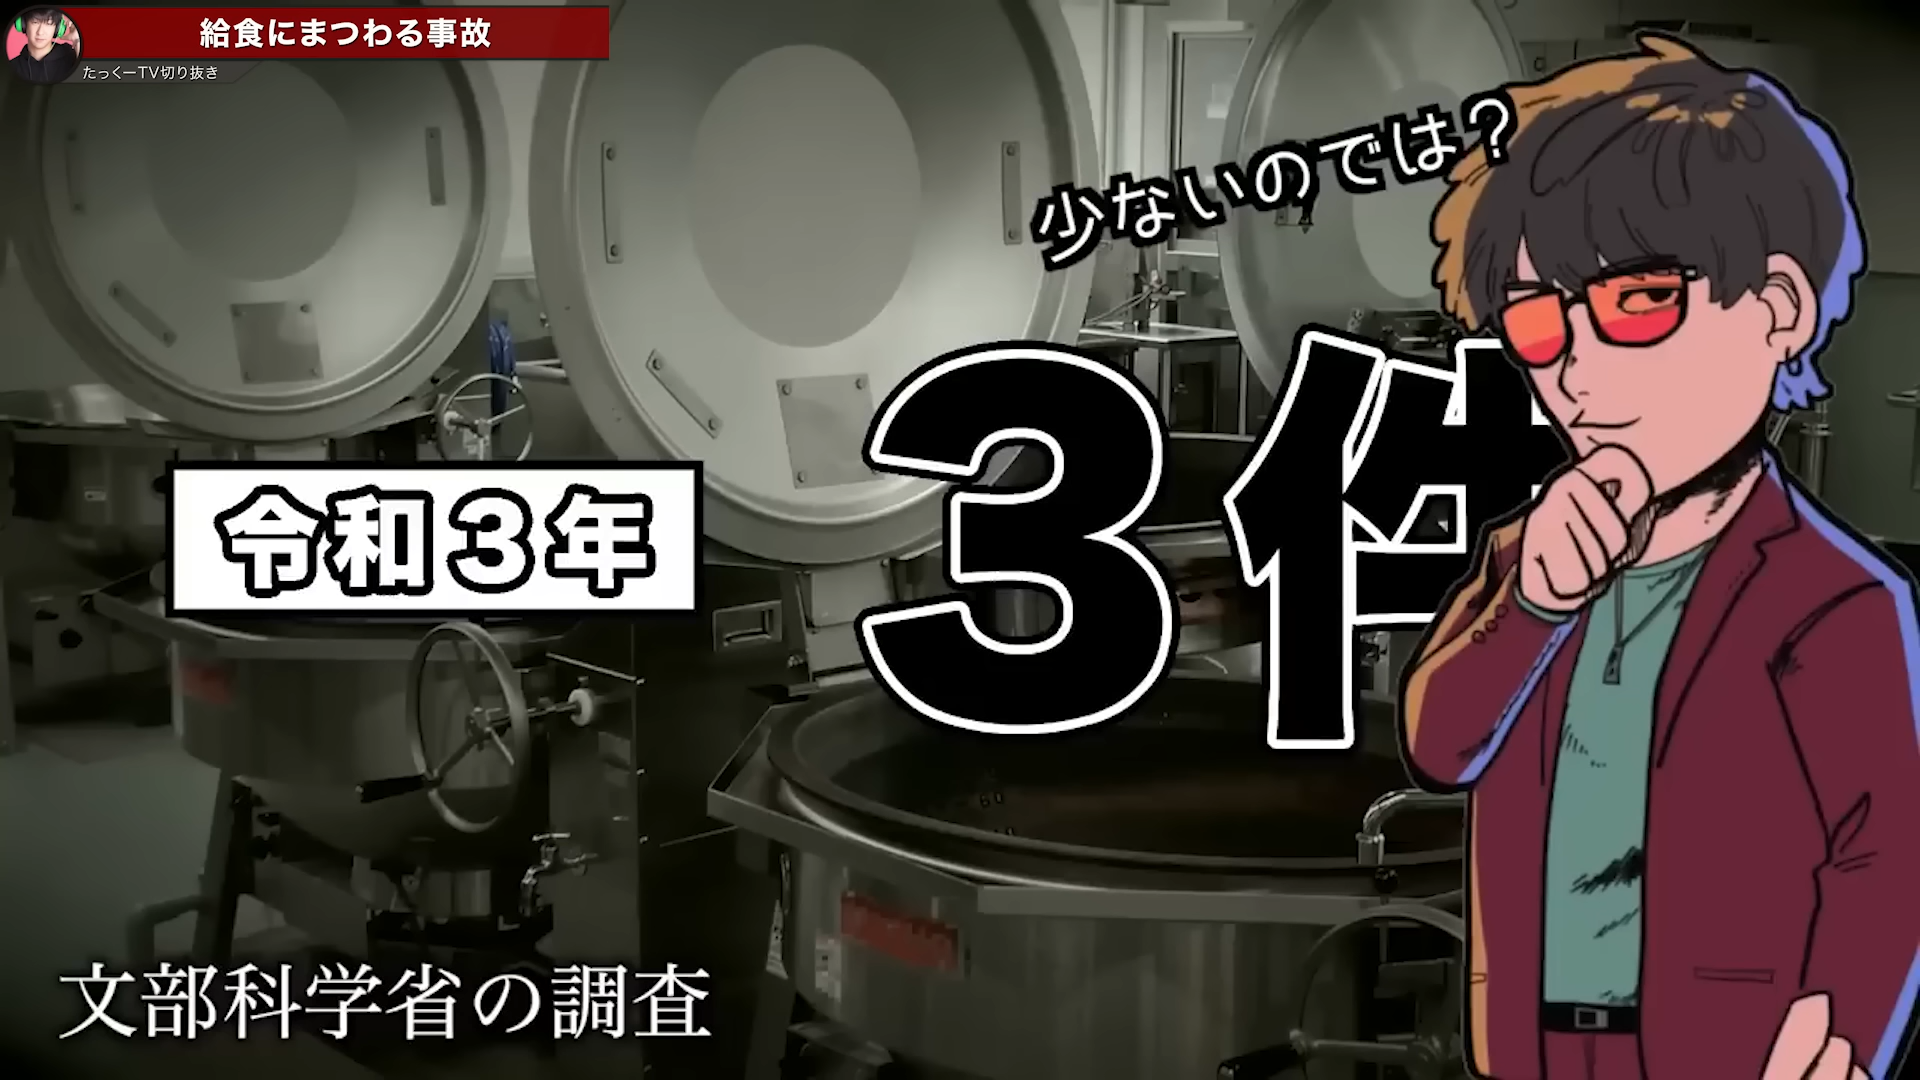 給食にまつわる事故
たっくーTV切り抜き
少ないのでは？
令和3年
3件
文部科学省の調査